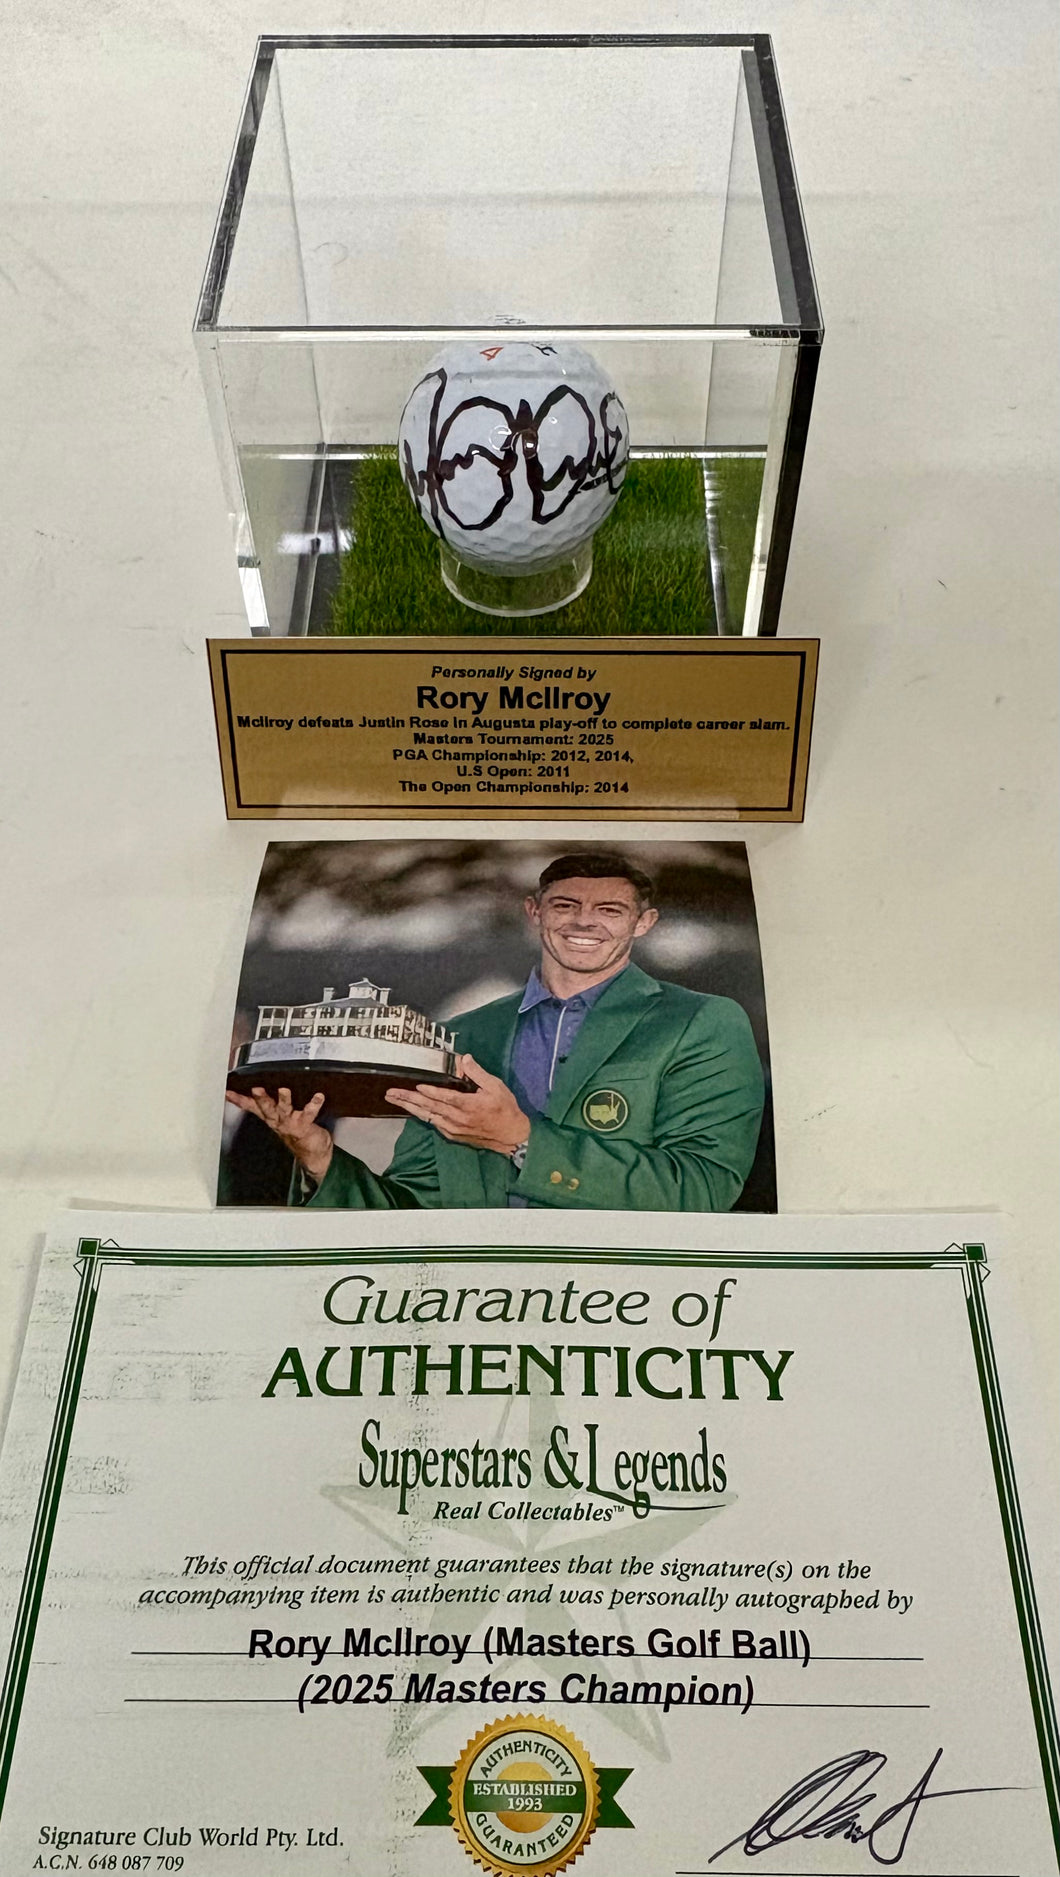 4
Personally Signed by
Rory McIlroy
McIlroy defeats Justin Rose in Augusta play-off to complete career slam.
Masters Tournament: 2025
PGA Championship: 2012, 2014,
U.S Open: 2011
The Open Championship: 2014
Guarantee of
AUTHENTICITY
Superstars & Legends
Real Collectables™
This official document guarantees that the signature(s) on the
accompanying item is authentic and was personally autographed by
Rory McIlroy (Masters Golf Ball)
(2025 Masters Champion)
AUTHENTICITY
ESTABLISHED
1993
GUARANTEED
Signature Club World Pty. Ltd.
A.C.N. 648 087 709